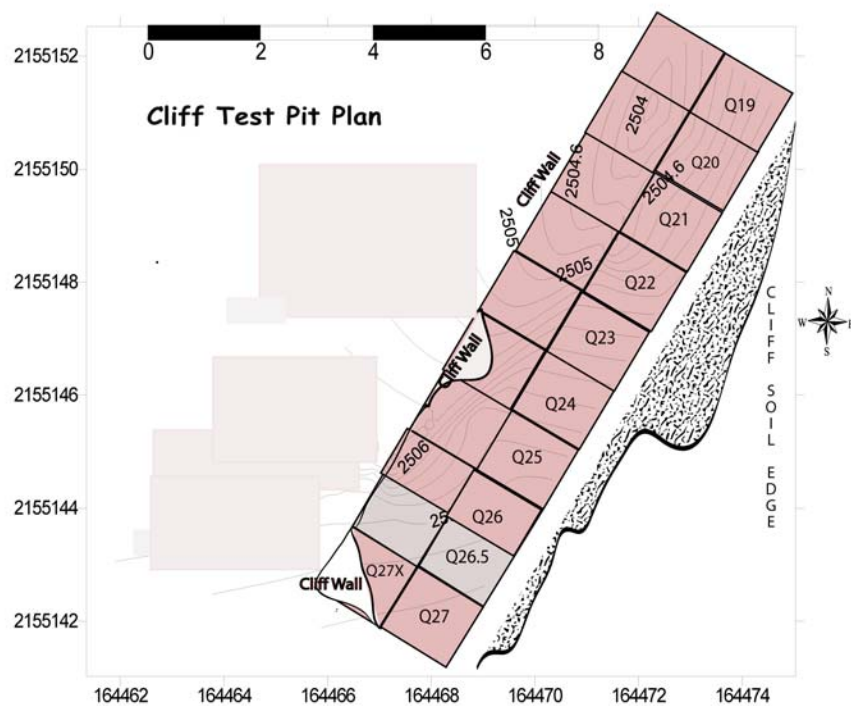 2155152
2155150
2155148
2155146
2155144
2155142
0 2 4 6 8
Cliff Test Pit Plan
Q19
2504
Cliff Wall
2504.6
Q20
2504.6
2505
Q21
2505
Q22
Q23
Cliff Wall
Q24
2506
Q25
25
Q26
Q26.5
Cliff Wall
Q27X
Q27
N
W E
S
CLIFF SOIL EDGE
164462 164464 164466 164468 164470 164472 164474